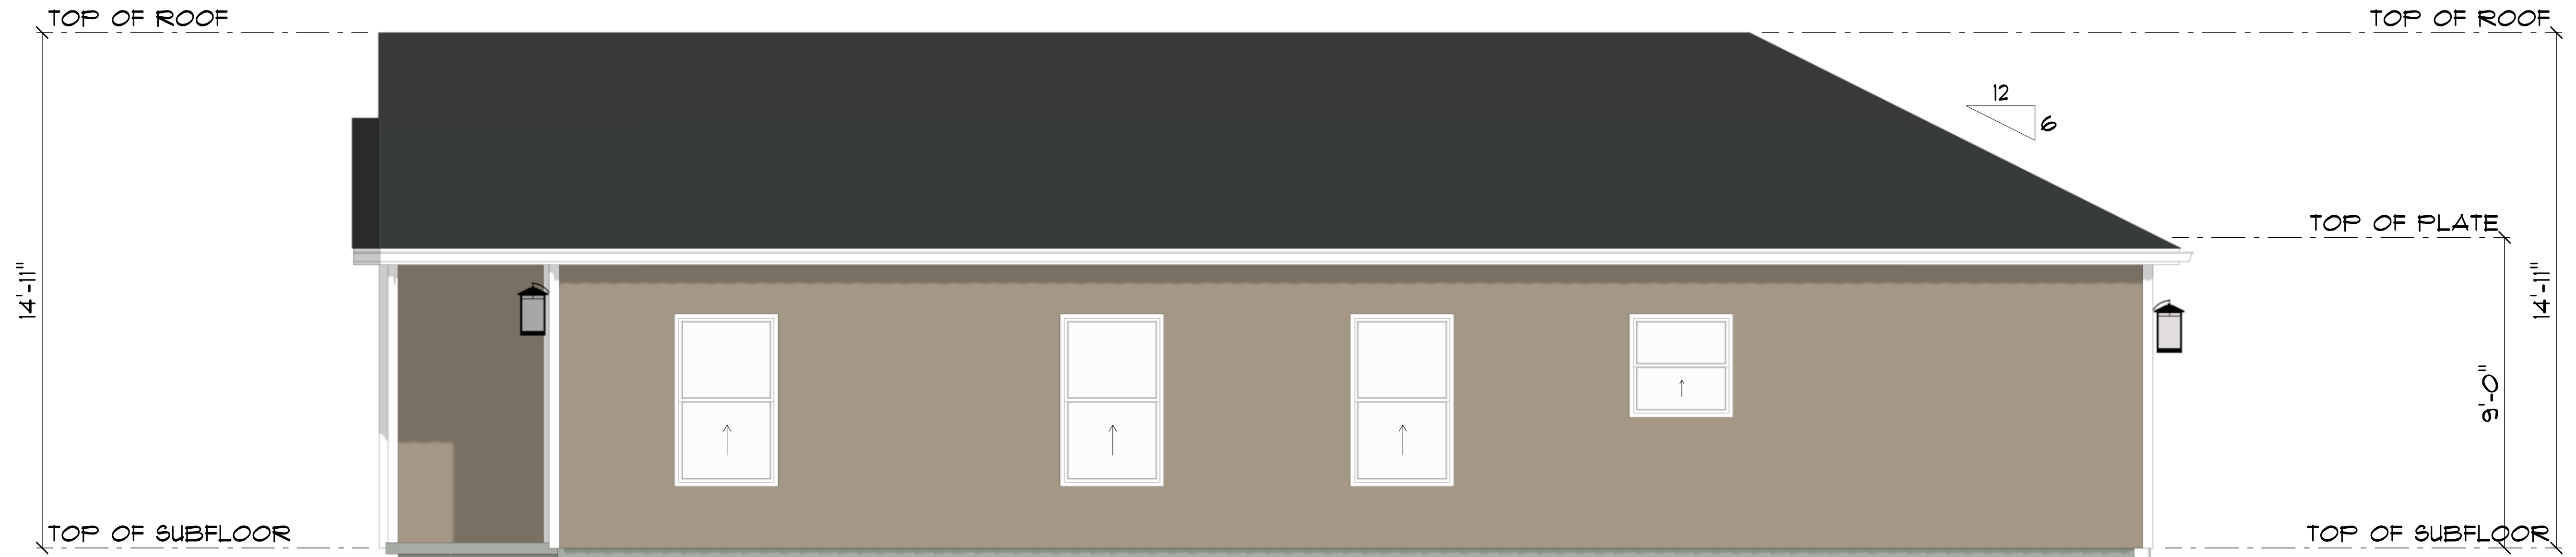 TOP OF ROOF
TOP OF ROOF
12
6
TOP OF PLATE
14'-11"
14'-11"
9'-0"
TOP OF SUBFLOOR
TOP OF SUBFLOOR